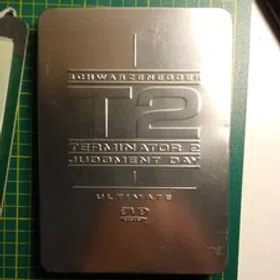 SCHWARZENEGGER
T2
TERMINATOR 2
JUDGMENT DAY
ULTIMATE
DVD